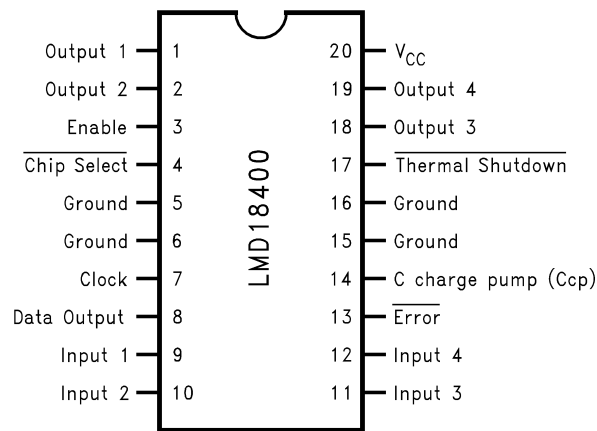 Output 1 1 20 VCC
Output 2 2 19 Output 4
Enable 3 18 Output 3
Chip Select 4 17 Thermal Shutdown
Ground 5 16 Ground
Ground 6 15 Ground
Clock 7 14 C charge pump (Ccp)
Data Output 8 13 Error
Input 1 9 12 Input 4
Input 2 10 11 Input 3
LMD18400